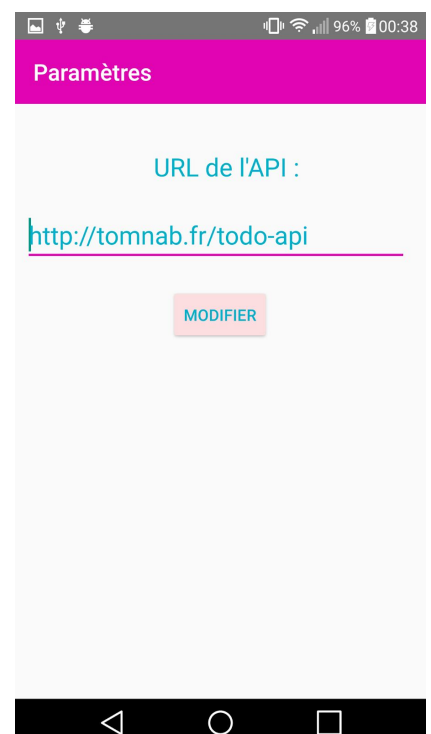 96% 00:38
Paramètres
URL de l'API :
http://tomnab.fr/todo-api
MODIFIER